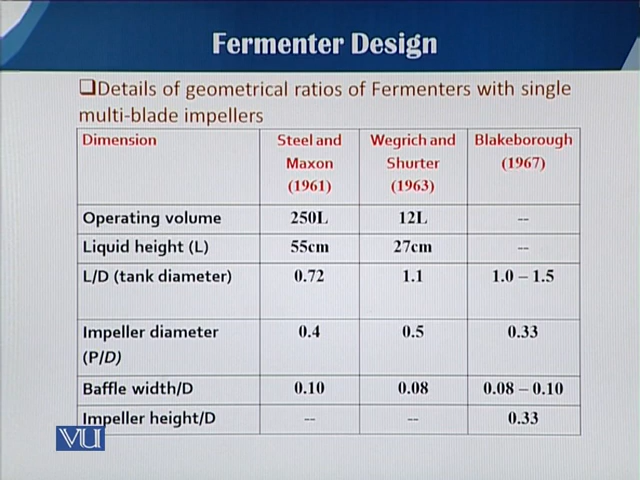 Fermenter Design
❑Details of geometrical ratios of Fermenters with single
multi-blade impellers
Dimension | Steel and Maxon (1961) | Wegrich and Shurter (1963) | Blakeborough (1967)
Operating volume | 250L | 12L | --
Liquid height (L) | 55cm | 27cm | --
L/D (tank diameter) | 0.72 | 1.1 | 1.0 – 1.5
Impeller diameter (P/D) | 0.4 | 0.5 | 0.33
Baffle width/D | 0.10 | 0.08 | 0.08 – 0.10
Impeller height/D | -- | -- | 0.33
VU